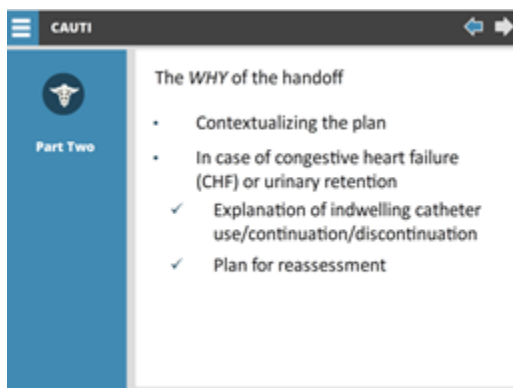 CAUTI
Part Two
The WHY of the handoff
• Contextualizing the plan
• In case of congestive heart failure
(CHF) or urinary retention
✓ Explanation of indwelling catheter
use/continuation/discontinuation
✓ Plan for reassessment